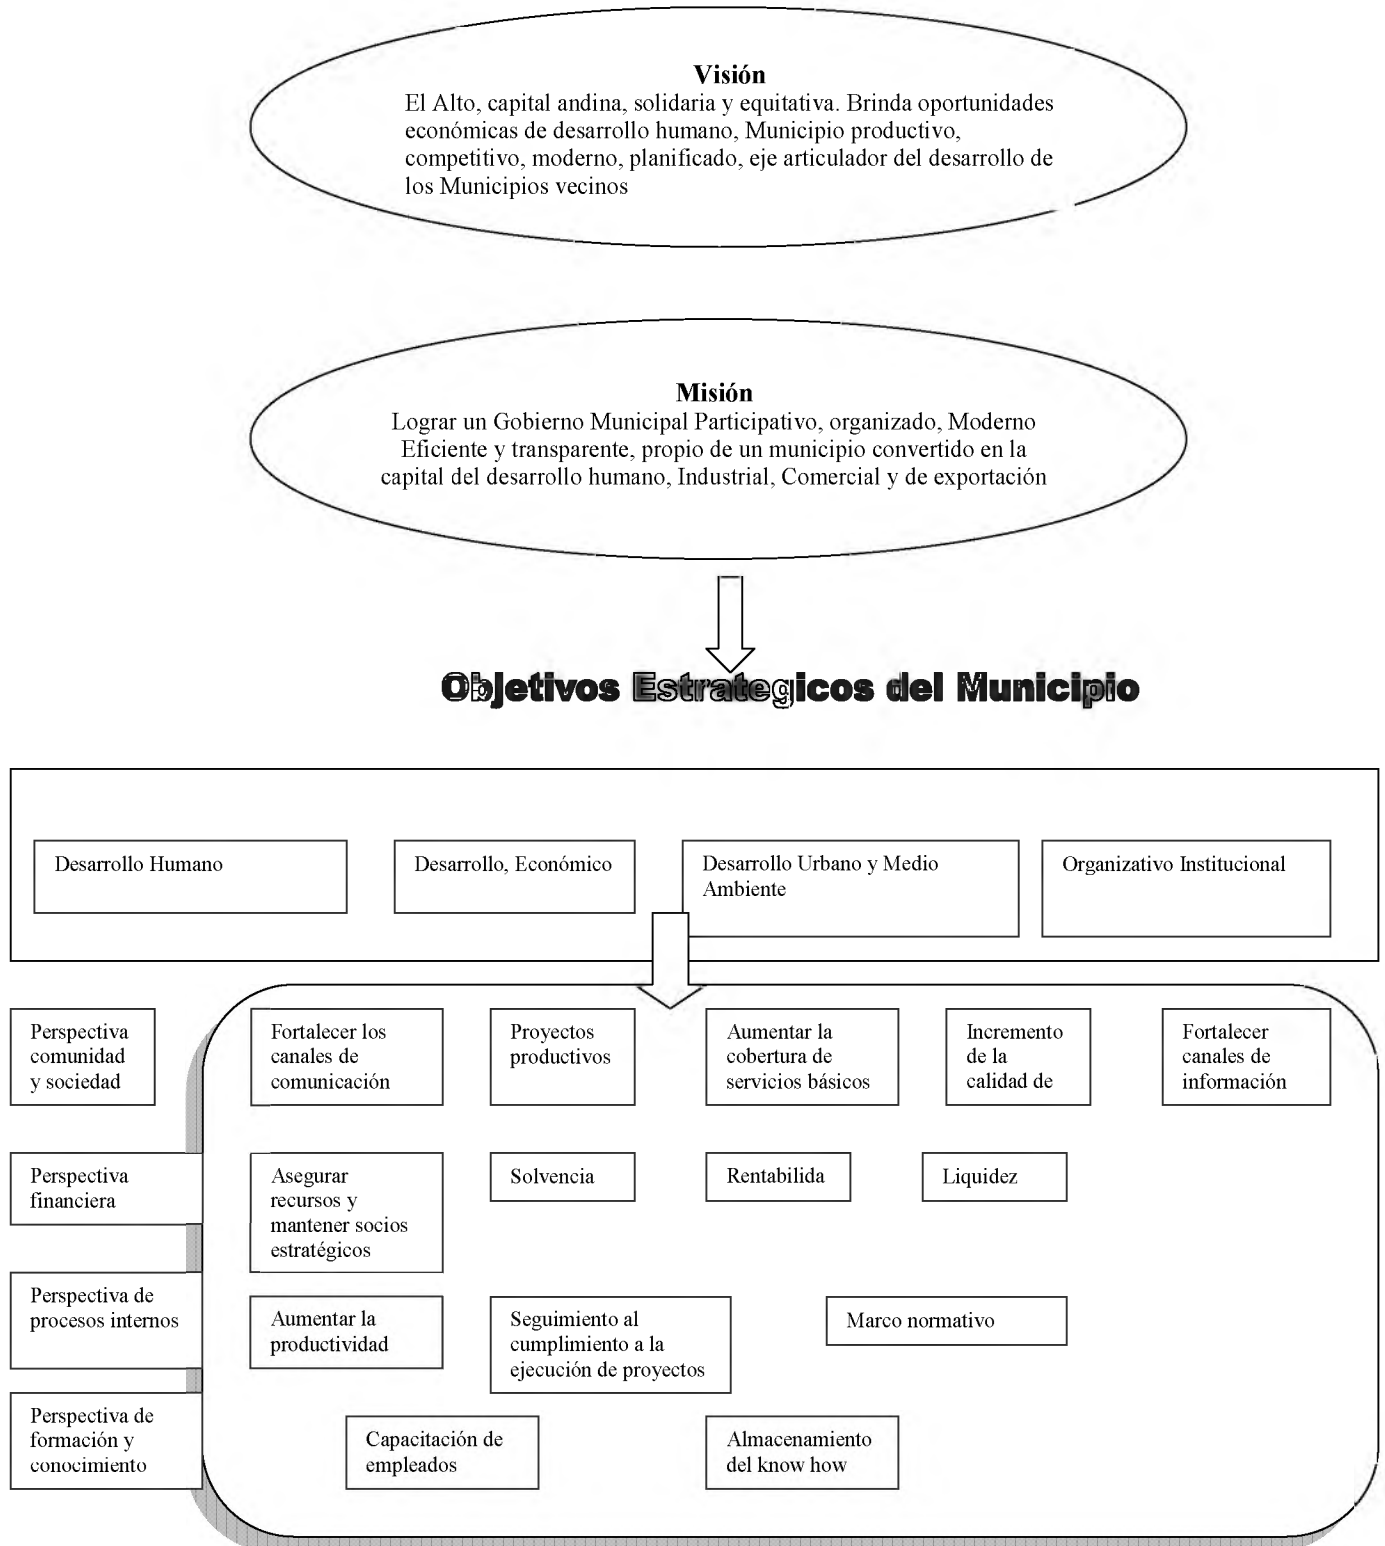 Visión
El Alto, capital andina, solidaria y equitativa. Brinda oportunidades
económicas de desarrollo humano, Municipio productivo,
competitivo, moderno, planificado, eje articulador del desarrollo de
los Municipios vecinos
Misión
Lograr un Gobierno Municipal Participativo, organizado, Moderno
Eficiente y transparente, propio de un municipio convertido en la
capital del desarrollo humano, Industrial, Comercial y de exportación
Objetivos Estrategicos del Municipio
Desarrollo Humano
Desarrollo, Económico
Desarrollo Urbano y Medio
Ambiente
Organizativo Institucional
Perspectiva
comunidad
y sociedad
Fortalecer los
canales de
comunicación
Proyectos
productivos
Aumentar la
cobertura de
servicios básicos
Incremento
de la
calidad de
Fortalecer
canales de
información
Perspectiva
financiera
Asegurar
recursos y
mantener socios
estratégicos
Solvencia
Rentabilida
Liquidez
Perspectiva de
procesos internos
Aumentar la
productividad
Seguimiento al
cumplimiento a la
ejecución de proyectos
Marco normativo
Perspectiva de
formación y
conocimiento
Capacitación de
empleados
Almacenamiento
del know how